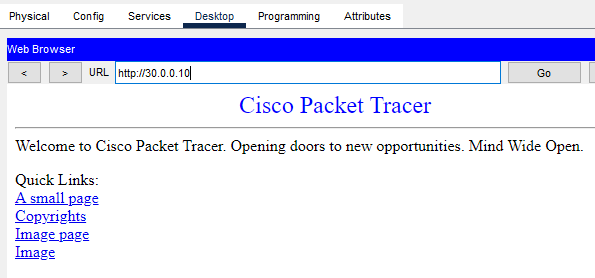 Physical Config Services Desktop Programming Attributes
Web Browser
< > URL http://30.0.0.10 Go
Cisco Packet Tracer
Welcome to Cisco Packet Tracer. Opening doors to new opportunities. Mind Wide Open.
Quick Links:
A small page
Copyrights
Image page
Image